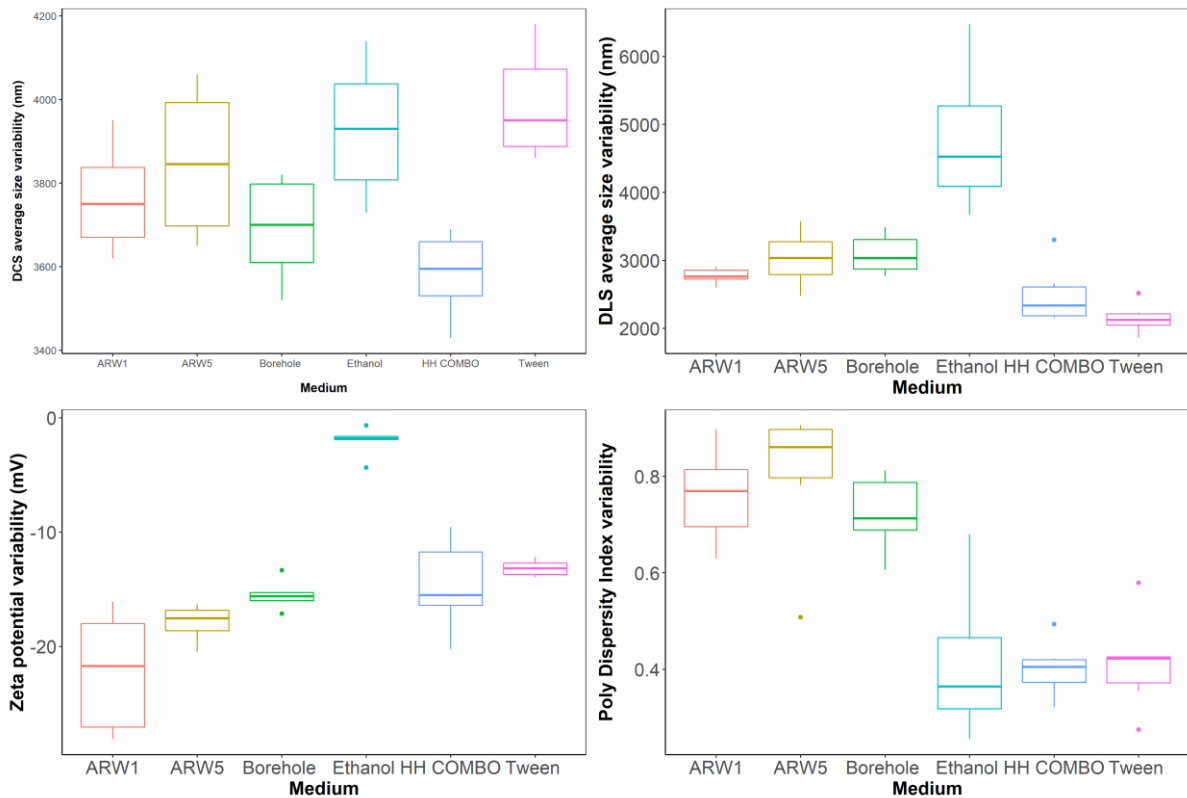 DCS average size variability (nm)
4200
4000
3800
3600
3400
ARW1 ARW5 Borehole Ethanol HH COMBO Tween
Medium
DLS average size variability (nm)
6000
5000
4000
3000
2000
ARW1 ARW5 Borehole Ethanol HH COMBO Tween
Medium
Zeta potential variability (mV)
0
-10
-20
ARW1 ARW5 Borehole Ethanol HH COMBO Tween
Medium
Poly Dispersity Index variability
0.8
0.6
0.4
ARW1 ARW5 Borehole Ethanol HH COMBO Tween
Medium